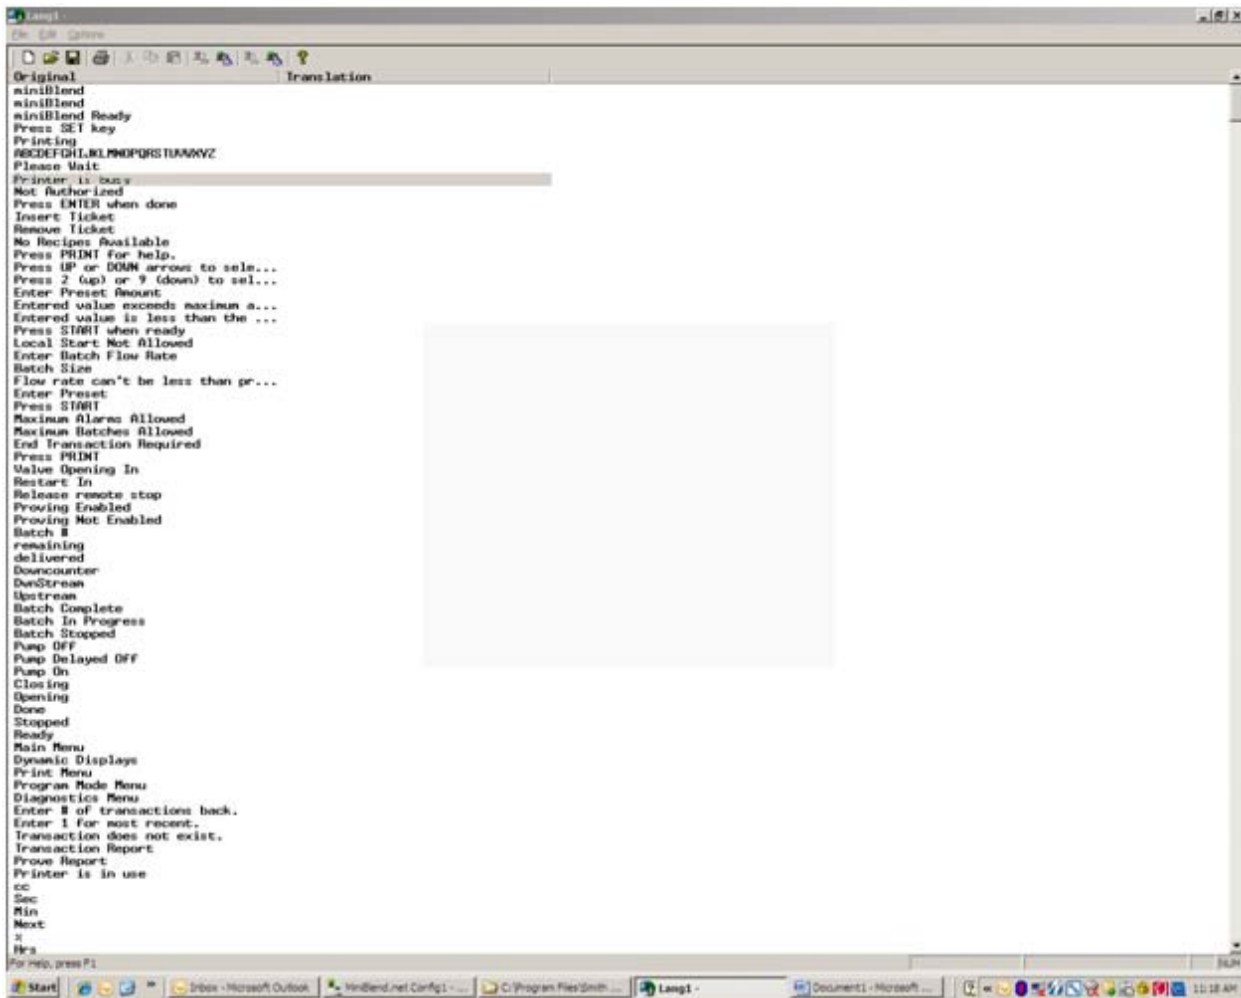 Lang1 -
File Edit Options
Original Translation
miniBlend
miniBlend
miniBlend Ready
Press SET key
Printing
ABCDEFGHIJKLMNOPQRSTUVWXYZ
Please Wait
Printer is busy
Not Authorized
Press ENTER when done
Insert Ticket
Remove Ticket
No Recipes Available
Press PRINT for help.
Press UP or DOWN arrows to sele...
Press 2 (up) or 9 (down) to sel...
Enter Preset Amount
Entered value exceeds maximum a...
Entered value is less than the ...
Press START when ready
Local Start Not Allowed
Enter Batch Flow Rate
Batch Size
Flow rate can't be less than pr...
Enter Preset
Press START
Maximum Alarms Allowed
Maximum Batches Allowed
End Transaction Required
Press PRINT
Valve Opening In
Restart In
Release remote stop
Proving Enabled
Proving Not Enabled
Batch #
remaining
delivered
Downcounter
DwnStream
Upstream
Batch Complete
Batch In Progress
Batch Stopped
Pump Off
Pump Delayed Off
Pump On
Closing
Opening
Done
Stopped
Ready
Main Menu
Dynamic Displays
Print Menu
Program Mode Menu
Diagnostics Menu
Enter # of transactions back.
Enter 1 for most recent.
Transaction does not exist.
Transaction Report
Prove Report
Printer is in use
cc
Sec
Min
Next
x
Hrs
For Help, press F1 NUM
Start Inbox - Microsoft Outlook MiniBlend.net Config1 - ... C:\Program Files\Smith ... Lang1 - Document1 - Microsoft ... 11:18 AM